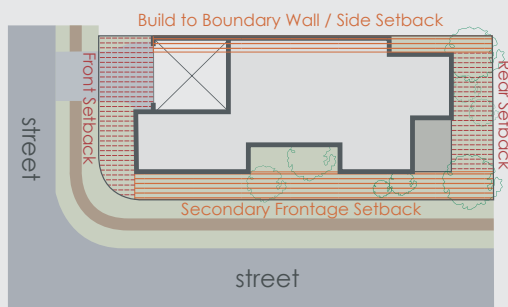 Build to Boundary Wall / Side Setback
Front Setback
Rear Setback
street
Secondary Frontage Setback
street